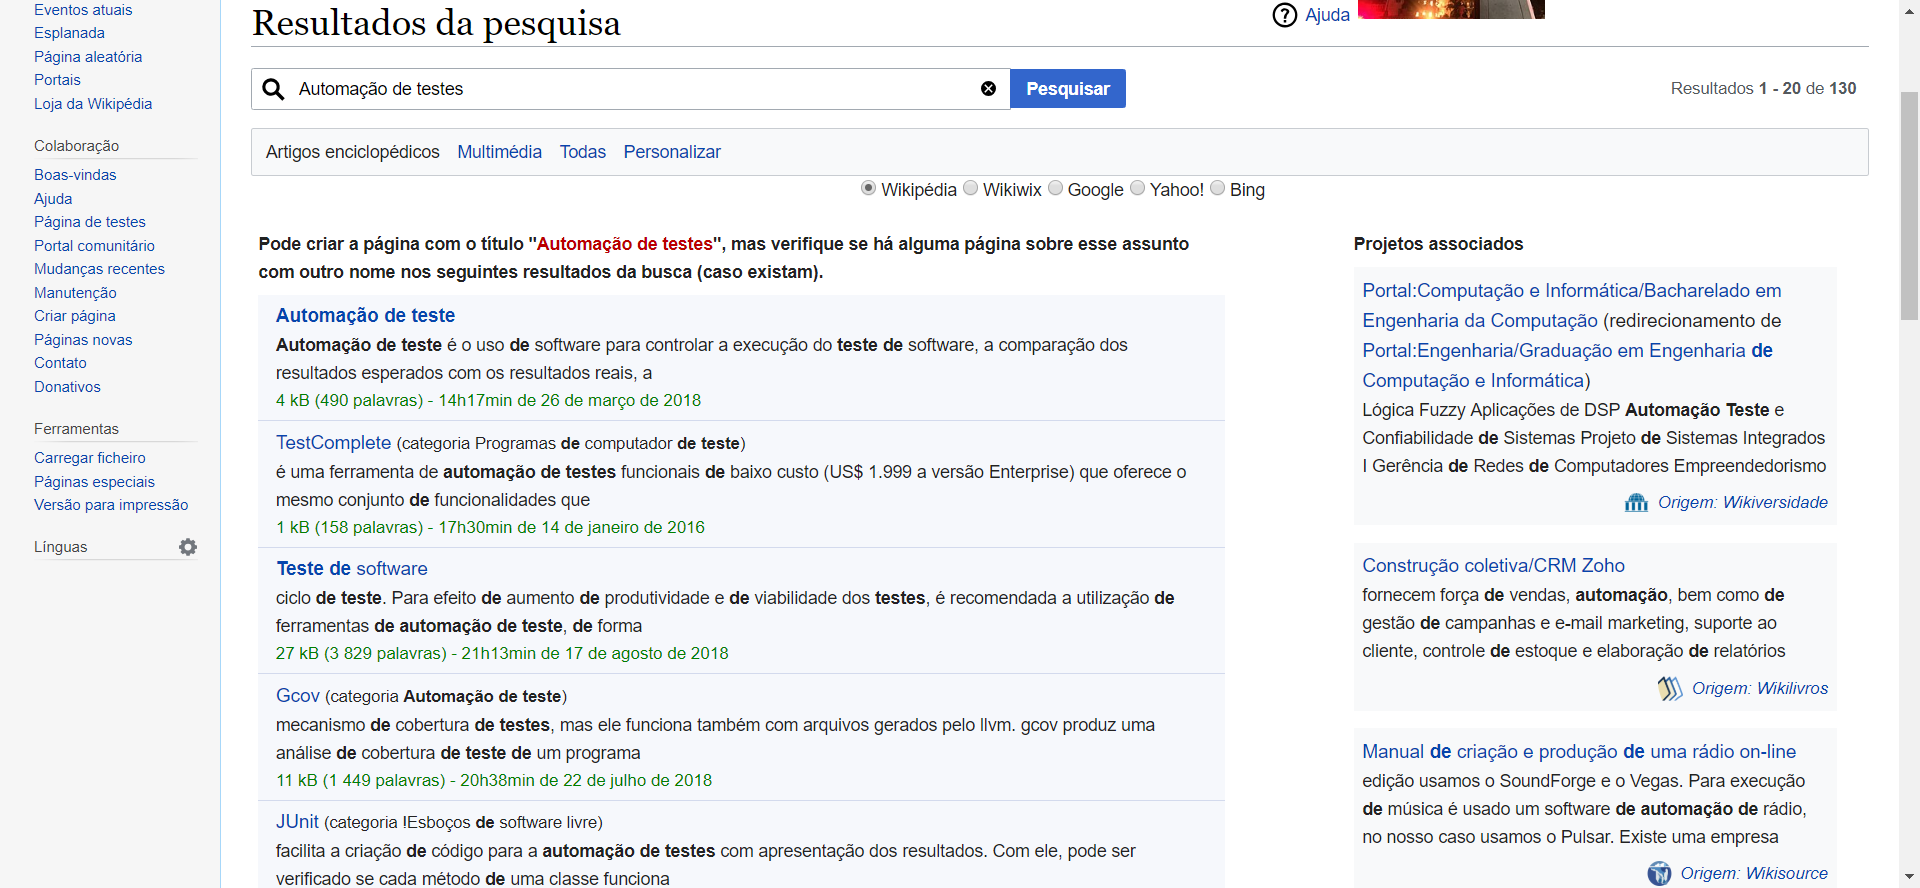 Eventos atuais
Esplanada
Página aleatória
Portais
Loja da Wikipédia
Colaboração
Boas-vindas
Ajuda
Página de testes
Portal comunitário
Mudanças recentes
Manutenção
Criar página
Páginas novas
Contato
Donativos
Ferramentas
Carregar ficheiro
Páginas especiais
Versão para impressão
Línguas
Resultados da pesquisa
? Ajuda
Automação de testes
Pesquisar
Resultados 1 - 20 de 130
Artigos enciclopédicos Multimédia Todas Personalizar
Wikipédia Wikiwix Google Yahoo! Bing
Pode criar a página com o título "Automação de testes", mas verifique se há alguma página sobre esse assunto
com outro nome nos seguintes resultados da busca (caso existam).
Automação de teste
Automação de teste é o uso de software para controlar a execução do teste de software, a comparação dos
resultados esperados com os resultados reais, a
4 kB (490 palavras) - 14h17min de 26 de março de 2018
TestComplete (categoria Programas de computador de teste)
é uma ferramenta de automação de testes funcionais de baixo custo (US$ 1.999 a versão Enterprise) que oferece o
mesmo conjunto de funcionalidades que
1 kB (158 palavras) - 17h30min de 14 de janeiro de 2016
Teste de software
ciclo de teste. Para efeito de aumento de produtividade e de viabilidade dos testes, é recomendada a utilização de
ferramentas de automação de teste, de forma
27 kB (3 829 palavras) - 21h13min de 17 de agosto de 2018
Gcov (categoria Automação de teste)
mecanismo de cobertura de testes, mas ele funciona também com arquivos gerados pelo llvm. gcov produz uma
análise de cobertura de teste de um programa
11 kB (1 449 palavras) - 20h38min de 22 de julho de 2018
JUnit (categoria !Esboços de software livre)
facilita a criação de código para a automação de testes com apresentação dos resultados. Com ele, pode ser
verificado se cada método de uma classe funciona
Projetos associados
Portal:Computação e Informática/Bacharelado em
Engenharia da Computação (redirecionamento de
Portal:Engenharia/Graduação em Engenharia de
Computação e Informática)
Lógica Fuzzy Aplicações de DSP Automação Teste e
Confiabilidade de Sistemas Projeto de Sistemas Integrados
I Gerência de Redes de Computadores Empreendedorismo
Origem: Wikiversidade
Construção coletiva/CRM Zoho
fornecem força de vendas, automação, bem como de
gestão de campanhas e e-mail marketing, suporte ao
cliente, controle de estoque e elaboração de relatórios
Origem: Wikilivros
Manual de criação e produção de uma rádio on-line
edição usamos o SoundForge e o Vegas. Para execução
de música é usado um software de automação de rádio,
no nosso caso usamos o Pulsar. Existe uma empresa
Origem: Wikisource